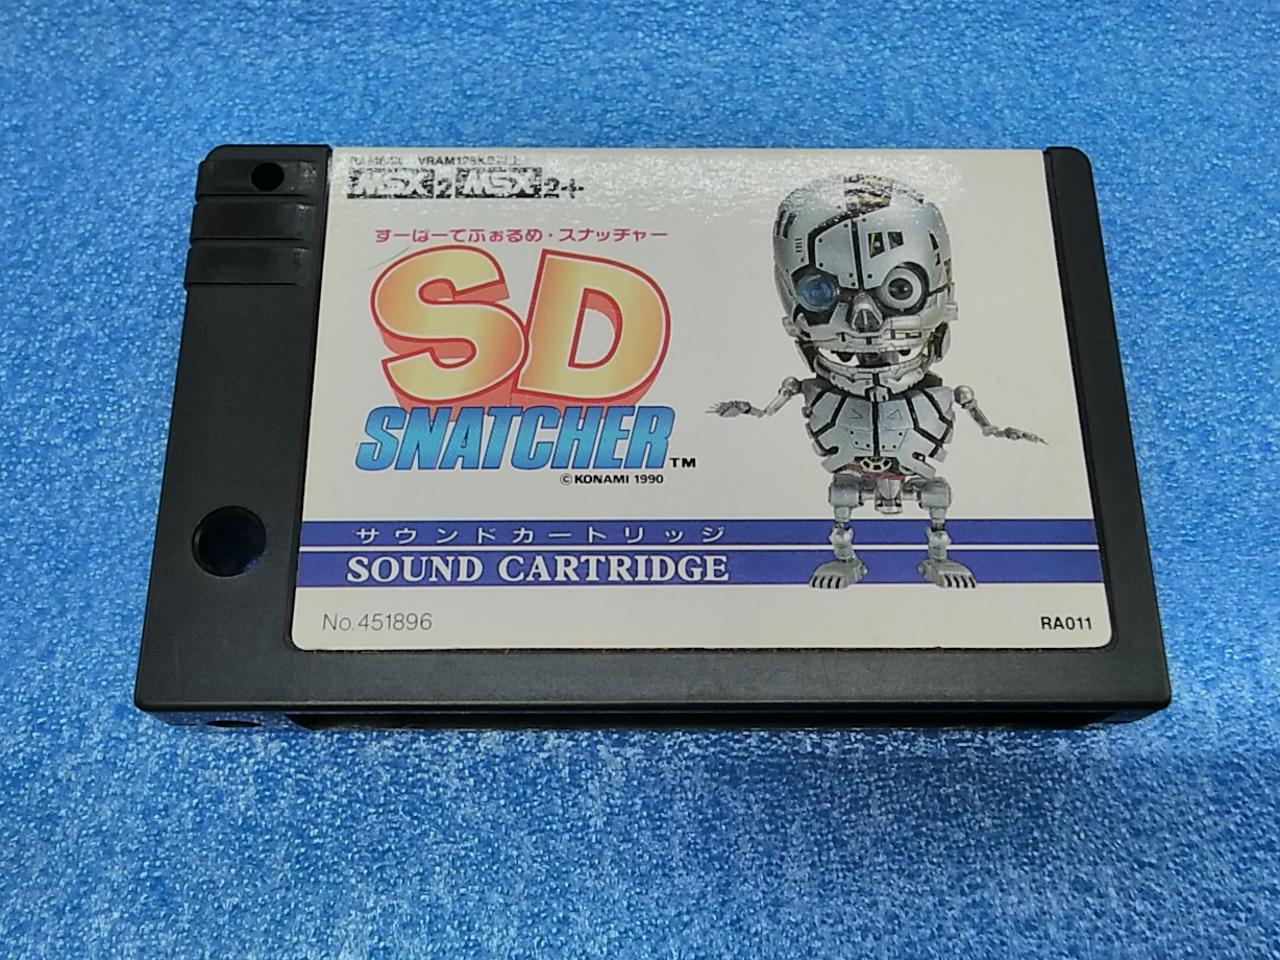 RAM64K VRAM128K以上
MSX2 MSX2+
すーぱーでふぉるめ・スナッチャー
SD
SNATCHER™
©KONAMI 1990
サウンドカートリッジ
SOUND CARTRIDGE
No.451896
RA011